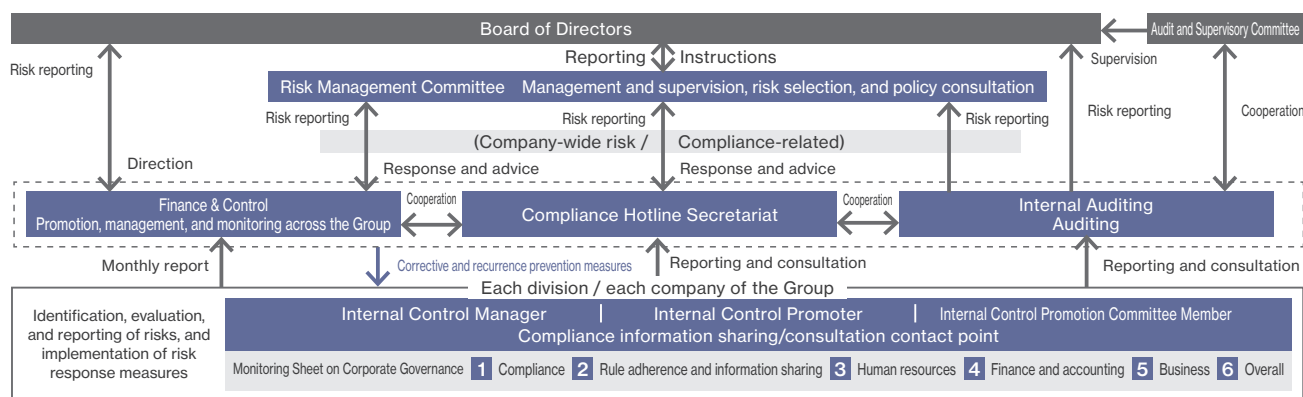 Board of Directors
Audit and Supervisory Committee
Risk reporting
Reporting
Instructions
Supervision
Risk Management Committee Management and supervision, risk selection, and policy consultation
Risk reporting
Risk reporting
Risk reporting
Risk reporting
Cooperation
(Company-wide risk / Compliance-related)
Direction
Response and advice
Response and advice
Finance & Control
Promotion, management, and monitoring across the Group
Cooperation
Compliance Hotline Secretariat
Cooperation
Internal Auditing
Auditing
Monthly report
Corrective and recurrence prevention measures
Reporting and consultation
Reporting and consultation
Each division / each company of the Group
Identification, evaluation,
and reporting of risks, and
implementation of risk
response measures
Internal Control Manager | Internal Control Promoter | Internal Control Promotion Committee Member
Compliance information sharing/consultation contact point
Monitoring Sheet on Corporate Governance 1 Compliance 2 Rule adherence and information sharing 3 Human resources 4 Finance and accounting 5 Business 6 Overall